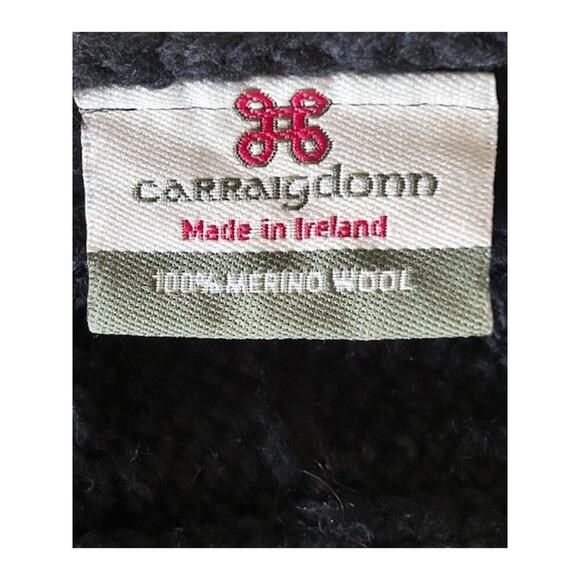 carraigdonn
Made in Ireland
100% MERINO WOOL